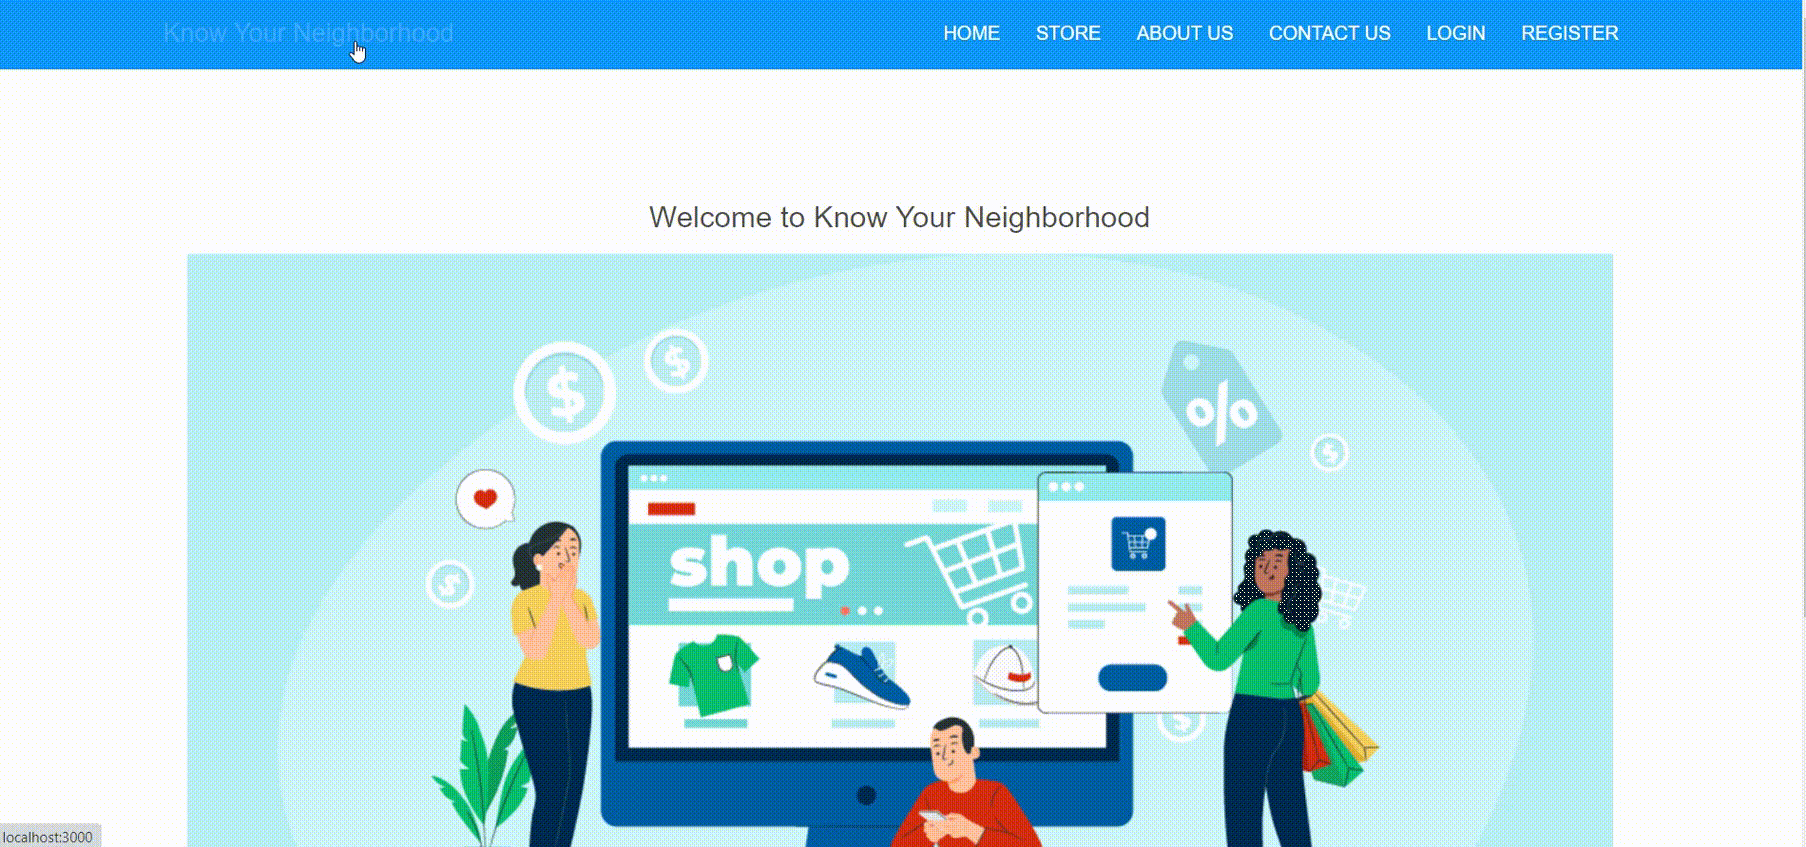 Know Your Neighborhood
HOME STORE ABOUT US CONTACT US LOGIN REGISTER
Welcome to Know Your Neighborhood
$
$
%
$
shop
$
$
localhost:3000